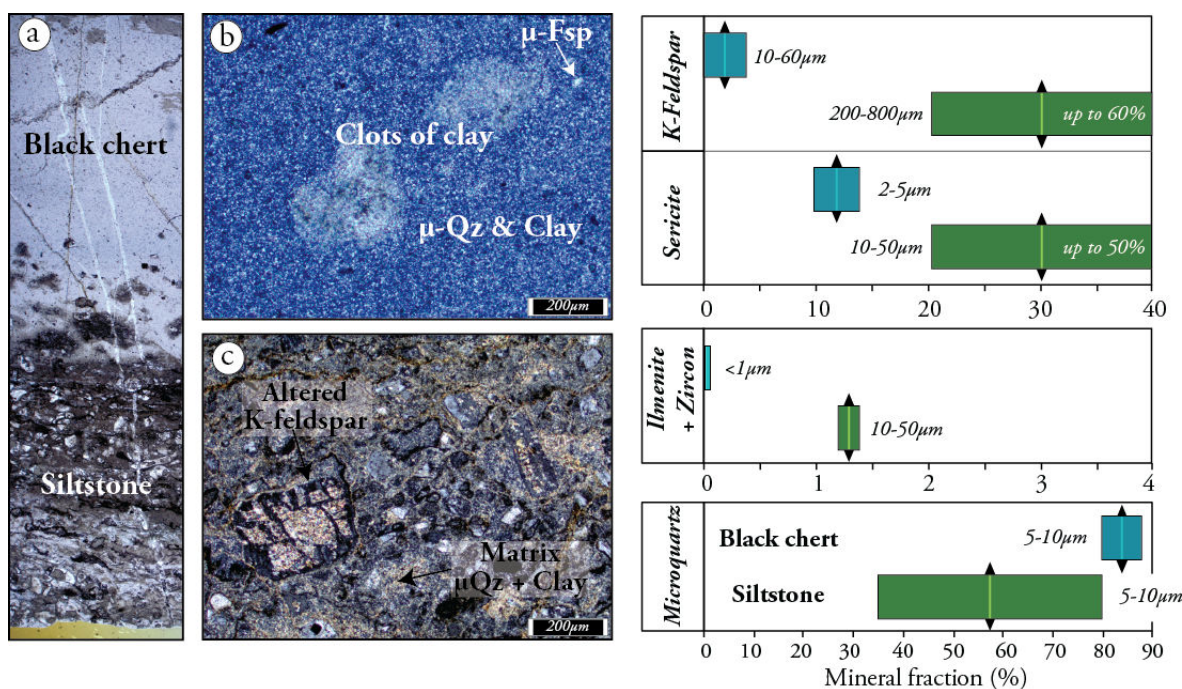 a
Black chert
Siltstone
b
μ-Fsp
Clots of clay
μ-Qz & Clay
200μm
c
Altered
K-feldspar
Matrix
μQz + Clay
200μm
K-Feldspar
10-60μm
200-800μm
up to 60%
Sericite
2-5μm
10-50μm
up to 50%
0 10 20 30 40
Ilmenite
+ Zircon
<1μm
10-50μm
0 1 2 3 4
Microquartz
Black chert
5-10μm
Siltstone
5-10μm
0 10 20 30 40 50 60 70 80 90
Mineral fraction (%)